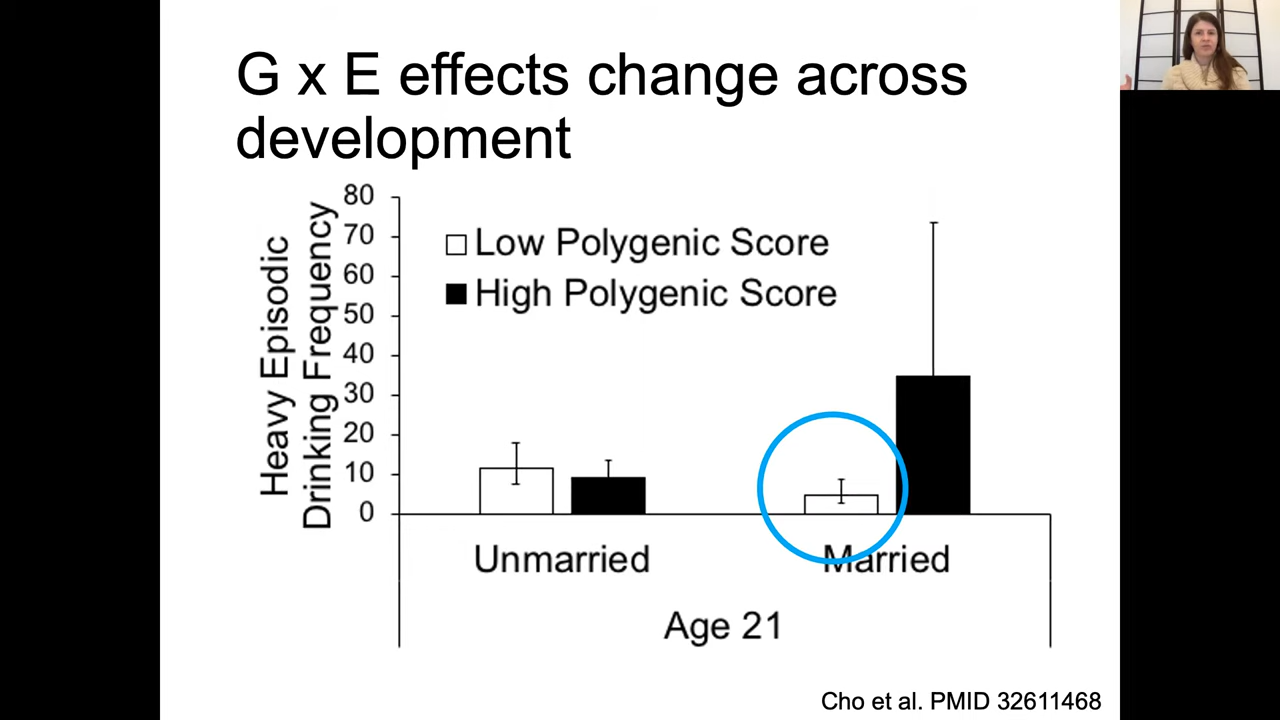 G x E effects change across
development
Heavy Episodic
Drinking Frequency
80
70
60
50
40
30
20
10
0
Low Polygenic Score
High Polygenic Score
Unmarried
Married
Age 21
Cho et al. PMID 32611468